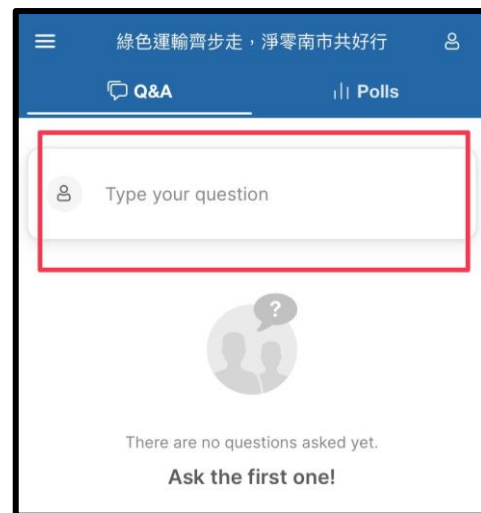 綠色運輸齊步走，淨零南市共好行
Q&A
Polls
Type your question
?
There are no questions asked yet.
Ask the first one!